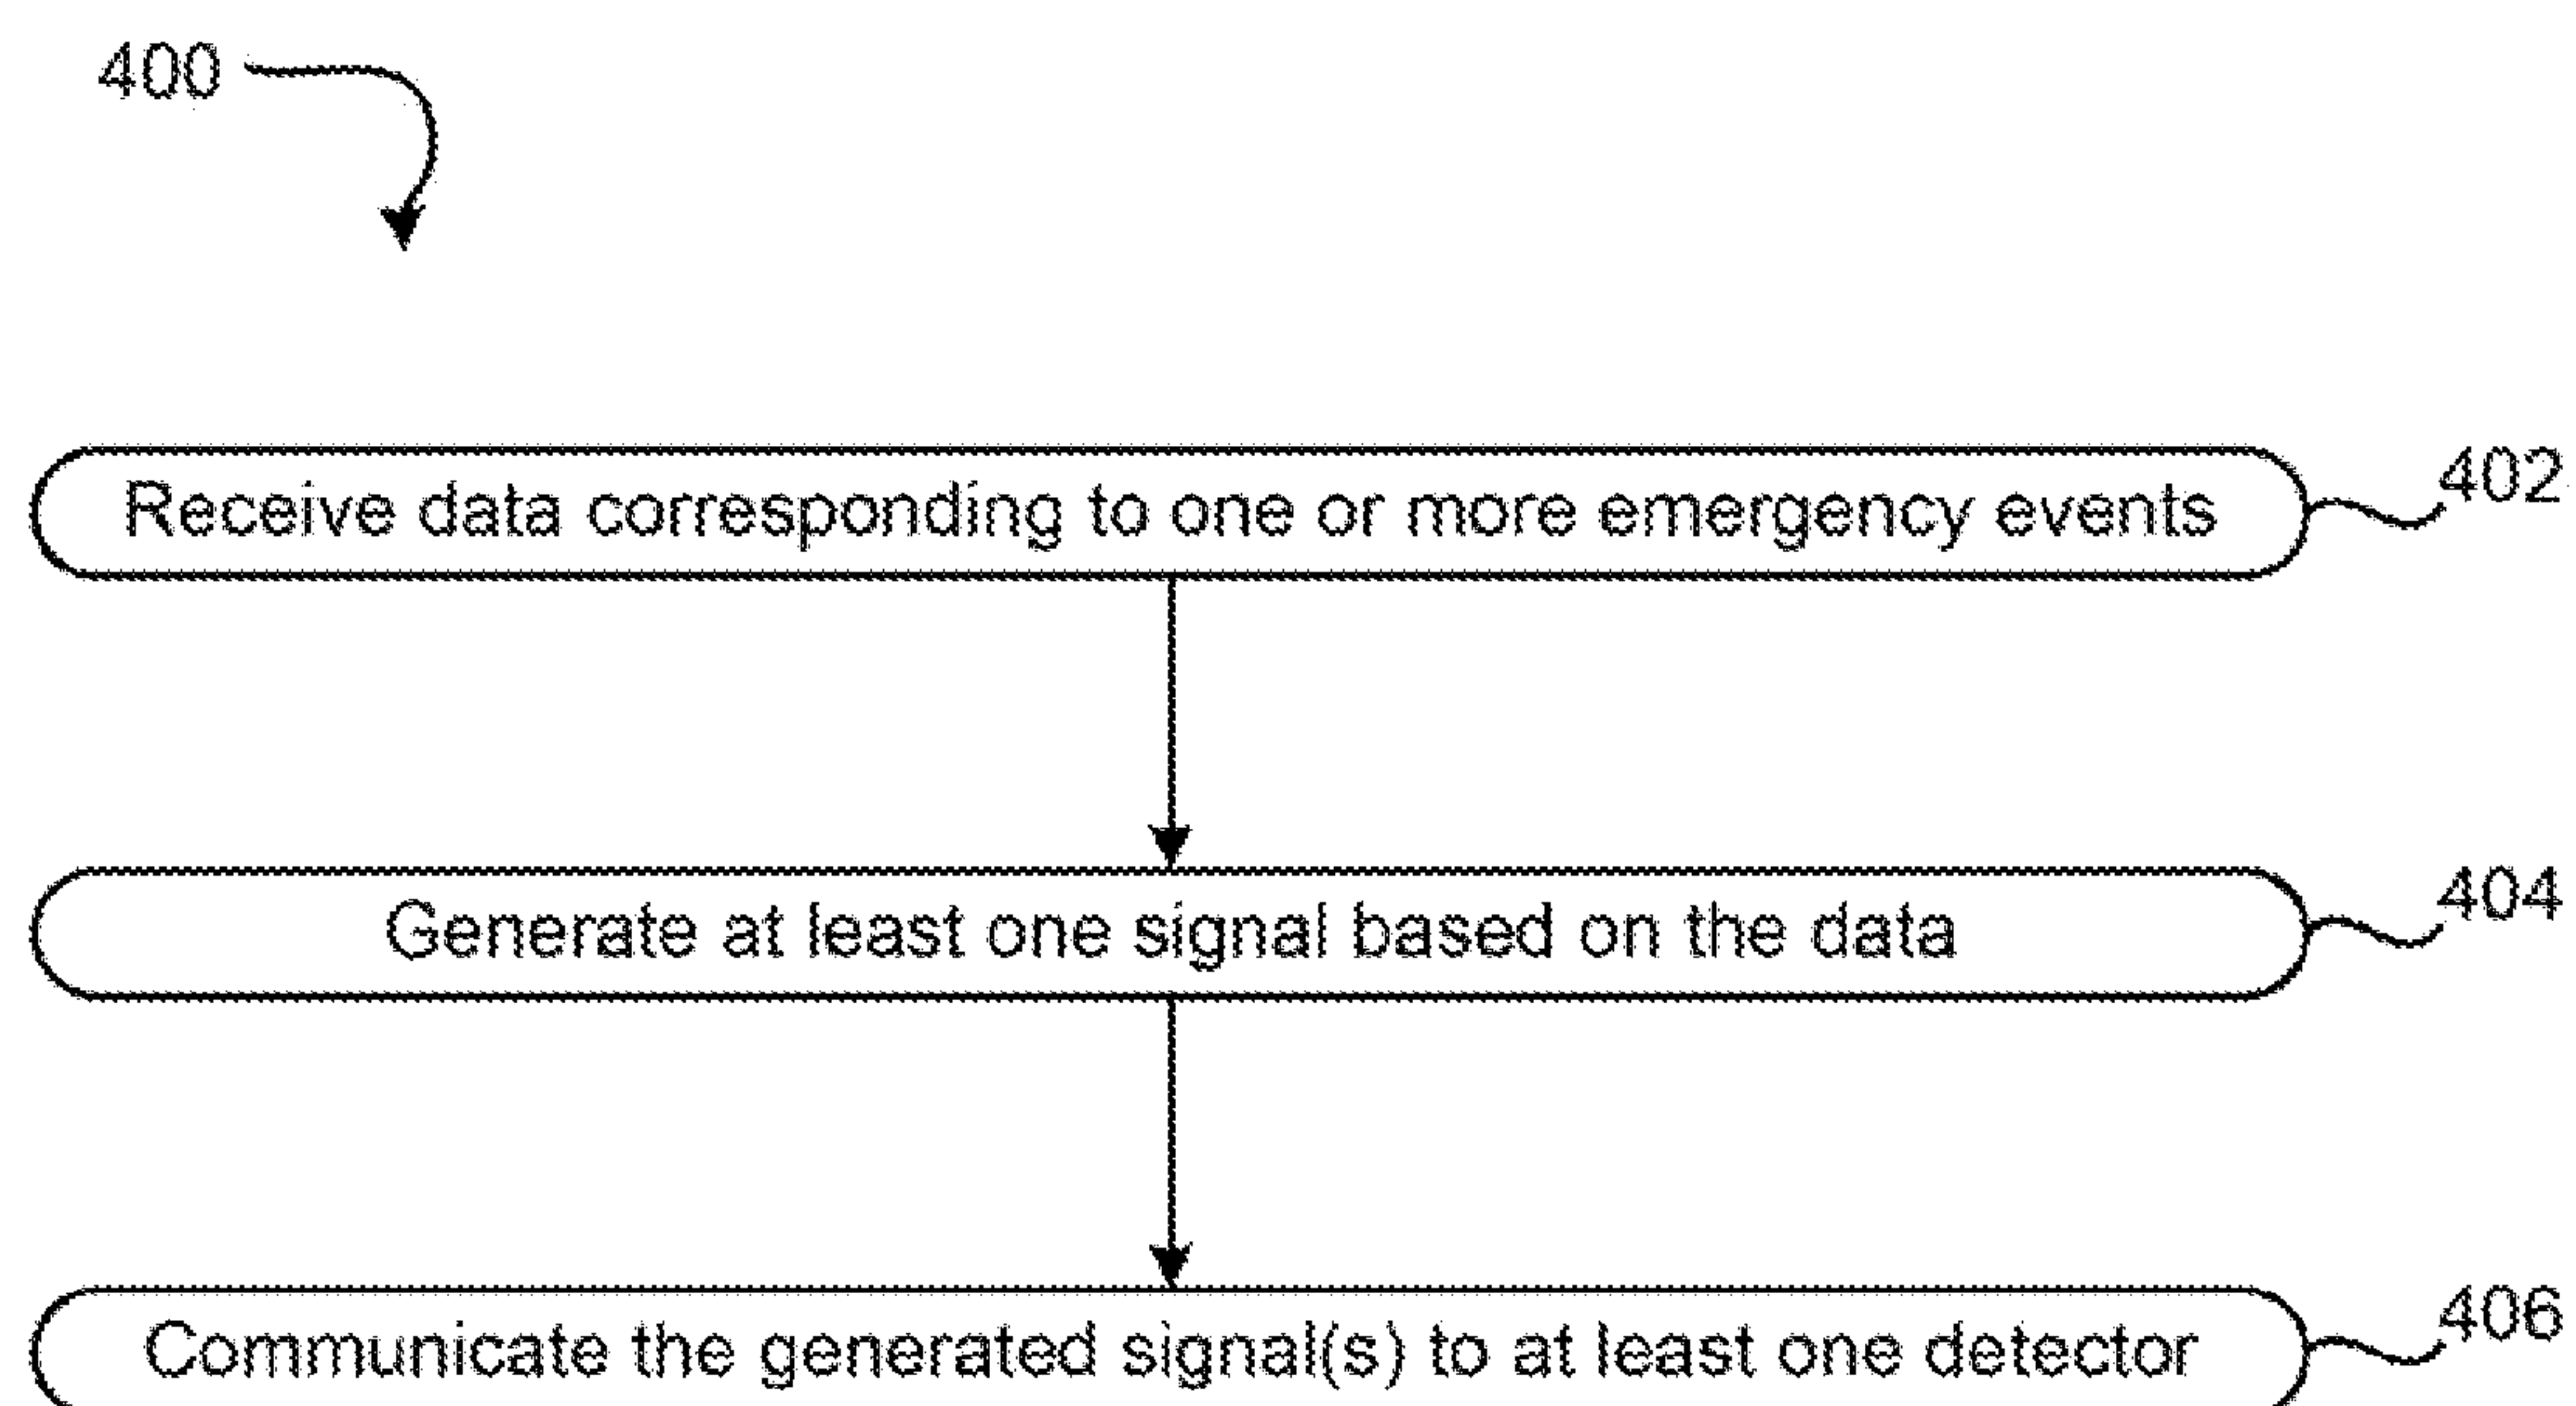 400
Receive data corresponding to one or more emergency events
402
Generate at least one signal based on the data
404
Communicate the generated signal(s) to at least one detector
406